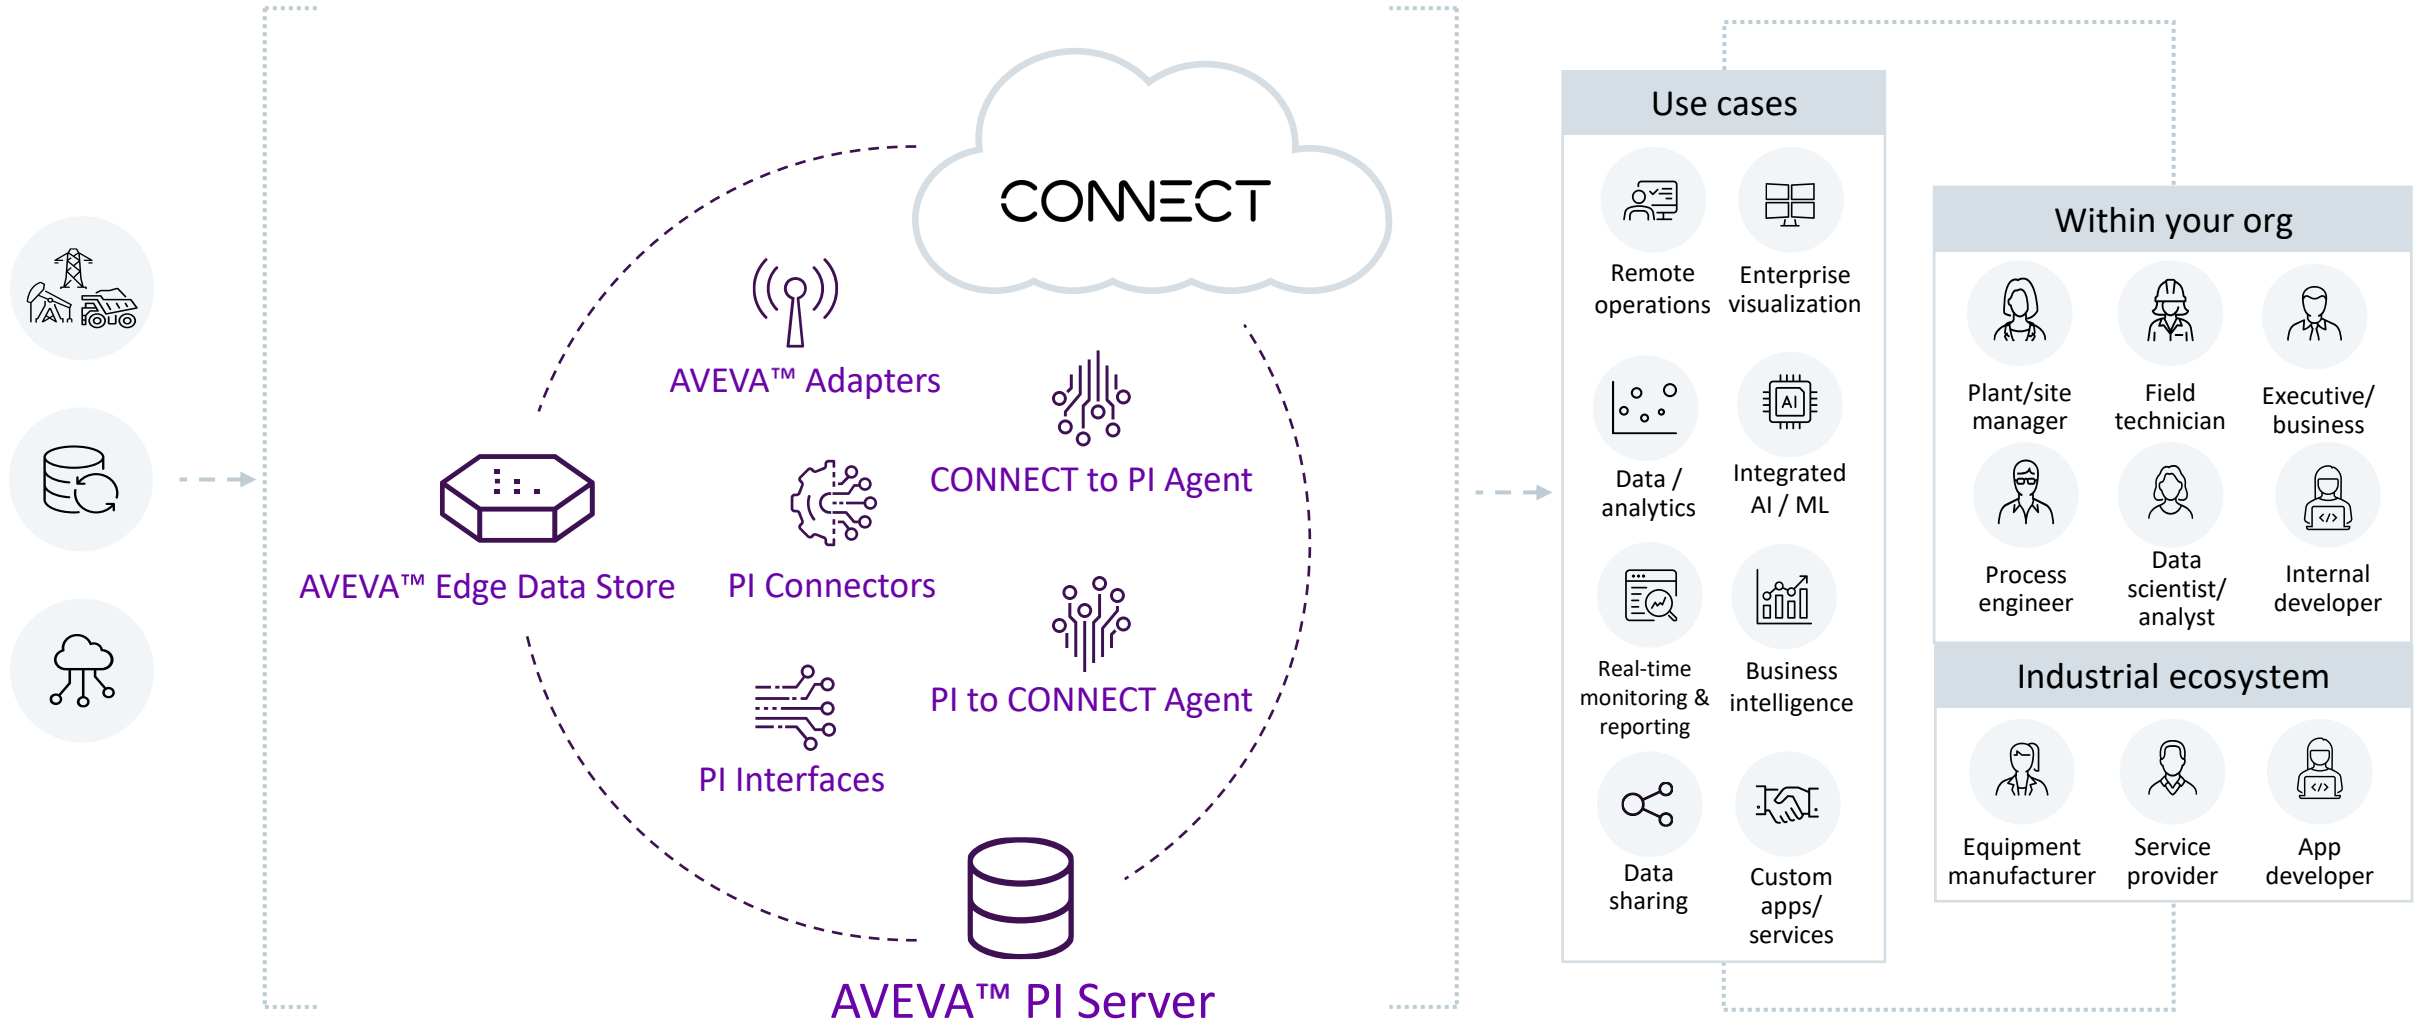 CONNECT
AVEVA™ Adapters
CONNECT to PI Agent
AVEVA™ Edge Data Store
PI Connectors
PI to CONNECT Agent
PI Interfaces
AVEVA™ PI Server
Use cases
Remote
operations
Enterprise
visualization
Data /
analytics
AI
Integrated
AI / ML
Real-time
monitoring &
reporting
Business
intelligence
Data
sharing
Custom
apps/
services
Within your org
Plant/site
manager
Field
technician
Executive/
business
Process
engineer
Data
scientist/
analyst
</>
Internal
developer
Industrial ecosystem
Equipment
manufacturer
Service
provider
</>
App
developer